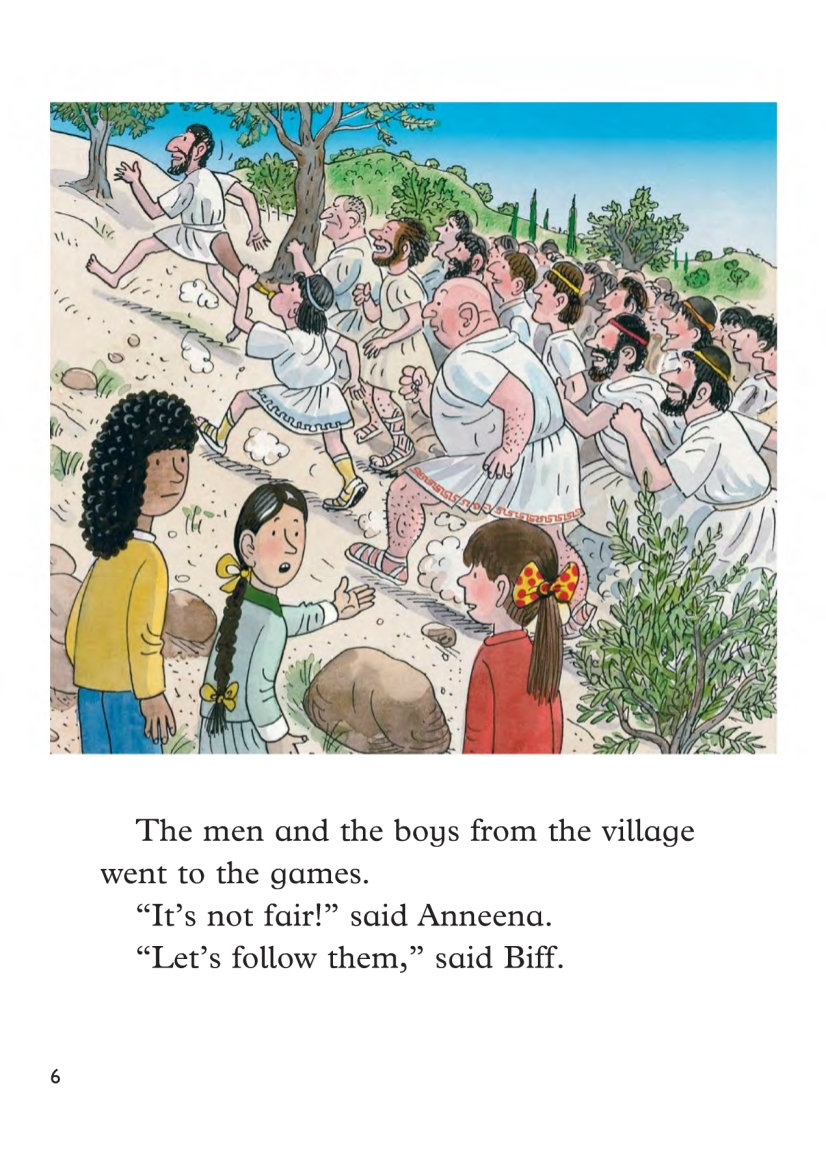 The men and the boys from the village
went to the games.
“It’s not fair!” said Anneena.
“Let’s follow them,” said Biff.
6